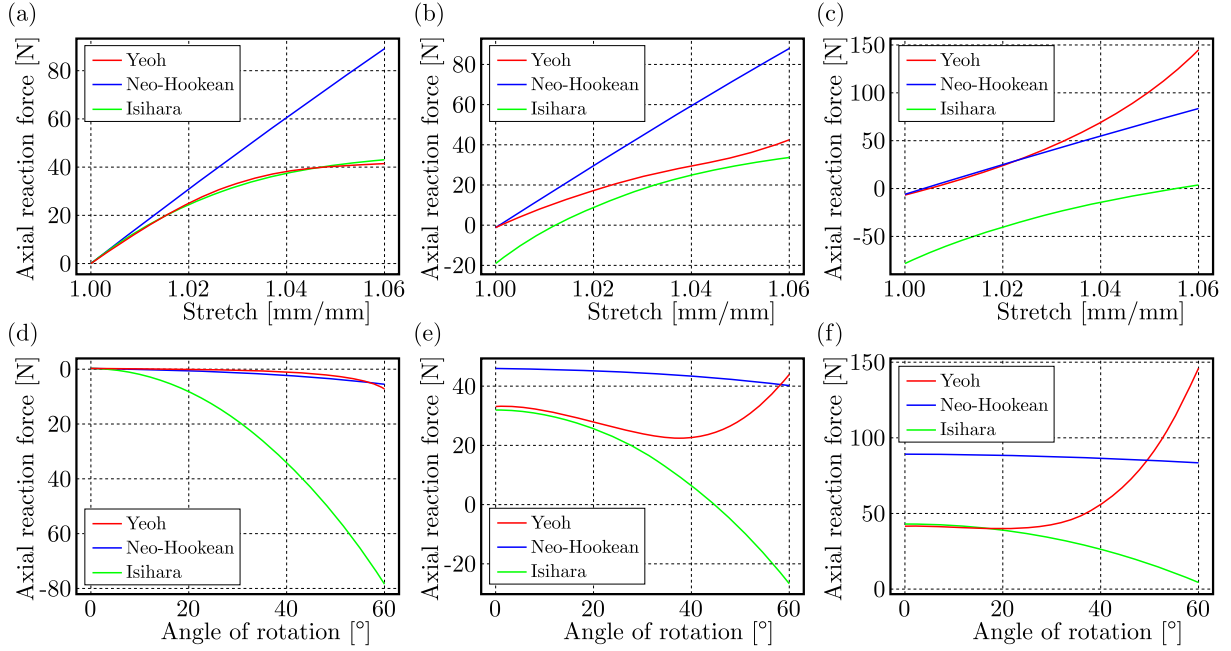 (a)
Axial reaction force [N]
80
60
40
20
0
Yeoh
Neo-Hookean
Isihara
1.00 1.02 1.04 1.06
Stretch [mm/mm]
(b)
Axial reaction force [N]
80
60
40
20
0
-20
Yeoh
Neo-Hookean
Isihara
1.00 1.02 1.04 1.06
Stretch [mm/mm]
(c)
Axial reaction force [N]
150
100
50
0
-50
Yeoh
Neo-Hookean
Isihara
1.00 1.02 1.04 1.06
Stretch [mm/mm]
(d)
Axial reaction force [N]
0
20
40
60
-80
Yeoh
Neo-Hookean
Isihara
0 20 40 60
Angle of rotation [°]
(e)
Axial reaction force [N]
40
20
0
-20
Yeoh
Neo-Hookean
Isihara
0 20 40 60
Angle of rotation [°]
(f)
Axial reaction force [N]
150
100
50
0
Yeoh
Neo-Hookean
Isihara
0 20 40 60
Angle of rotation [°]